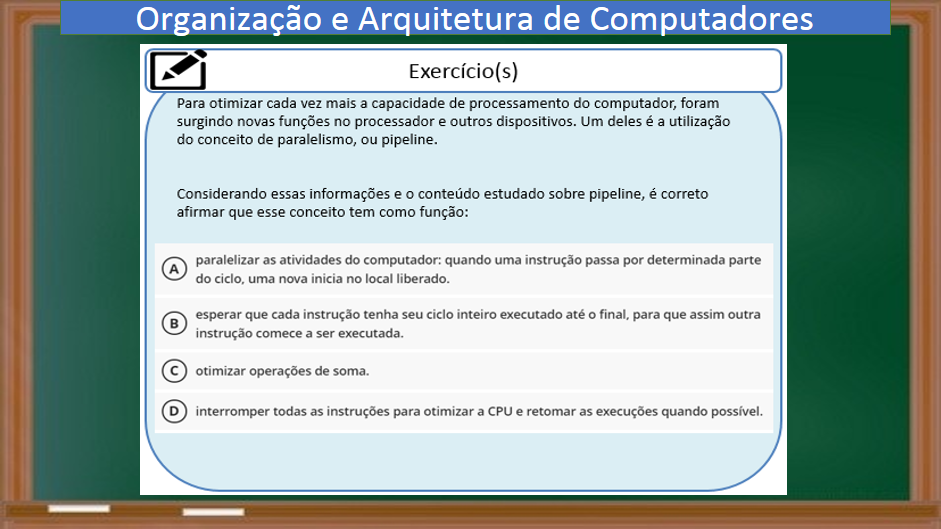 Organização e Arquitetura de Computadores
Exercício(s)
Para otimizar cada vez mais a capacidade de processamento do computador, foram
surgindo novas funções no processador e outros dispositivos. Um deles é a utilização
do conceito de paralelismo, ou pipeline.
Considerando essas informações e o conteúdo estudado sobre pipeline, é correto
afirmar que esse conceito tem como função:
A paralelizar as atividades do computador: quando uma instrução passa por determinada parte
do ciclo, uma nova inicia no local liberado.
B esperar que cada instrução tenha seu ciclo inteiro executado até o final, para que assim outra
instrução comece a ser executada.
C otimizar operações de soma.
D interromper todas as instruções para otimizar a CPU e retomar as execuções quando possível.